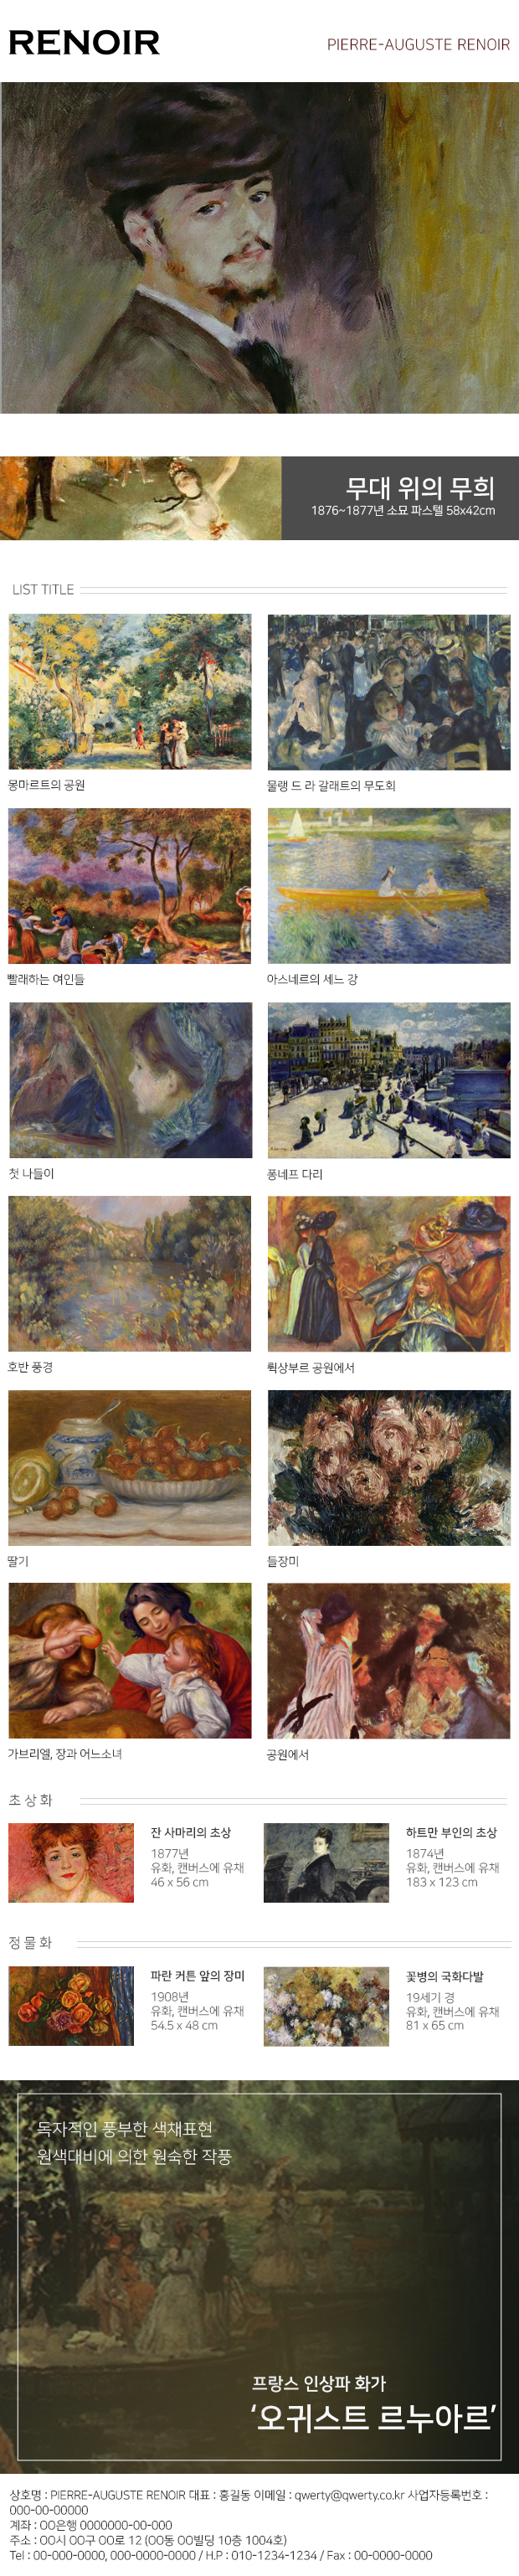 RENOIR
PIERRE-AUGUSTE RENOIR
무대 위의 무희
1876~1877년 소묘 파스텔 58x42cm
LIST TITLE
몽마르트의 공원
물랭 드 라 갈래트의 무도회
빨래하는 여인들
아스네르의 세느 강
첫 나들이
퐁네프 다리
호반 풍경
뤽상부르 공원에서
딸기
들장미
가브리엘, 장과 어느소녀
공원에서
초상화
잔 사마리의 초상
1877년
유화, 캔버스에 유채
46 x 56 cm
하트만 부인의 초상
1874년
유화, 캔버스에 유채
183 x 123 cm
정물화
파란 커튼 앞의 장미
1908년
유화, 캔버스에 유채
54.5 x 48 cm
꽃병의 국화다발
19세기 경
유화, 캔버스에 유채
81 x 65 cm
독자적인 풍부한 색채표현
원색대비에 의한 원숙한 작풍
프랑스 인상파 화가
‘오귀스트 르누아르’
상호명 : PIERRE-AUGUSTE RENOIR 대표 : 홍길동 이메일 : qwerty@qwerty.co.kr 사업자등록번호 :
000-00-00000
계좌 : OO은행 0000000-00-000
주소 : OO시 OO구 OO로 12 (OO동 OO빌딩 10층 1004호)
Tel : 00-000-0000, 000-0000-0000 / H.P : 010-1234-1234 / Fax : 00-0000-0000